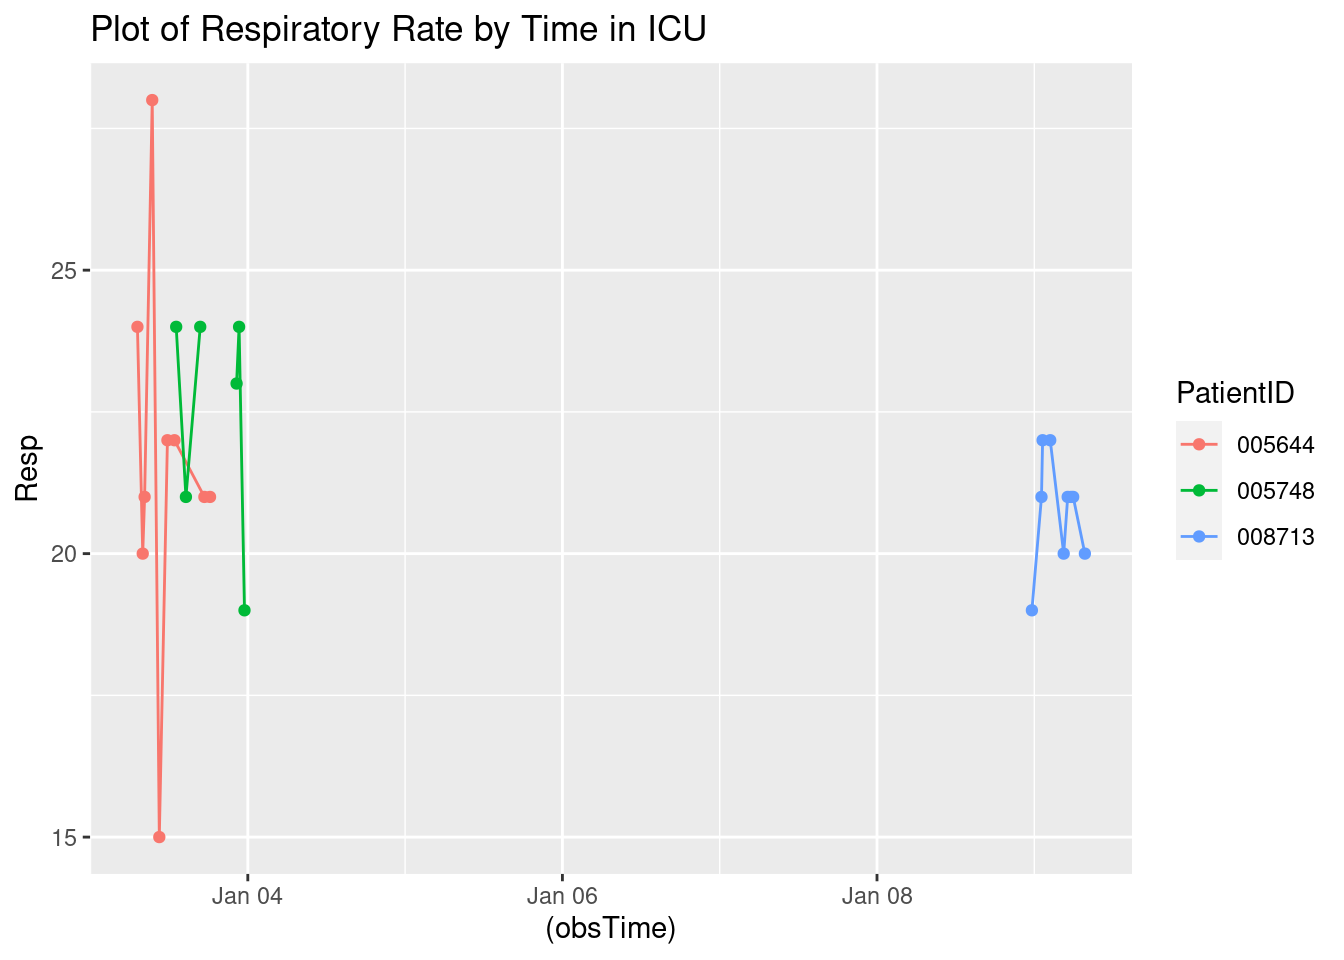 Plot of Respiratory Rate by Time in ICU
Resp
25
20
15
Jan 04
Jan 06
Jan 08
(obsTime)
PatientID
005644
005748
008713